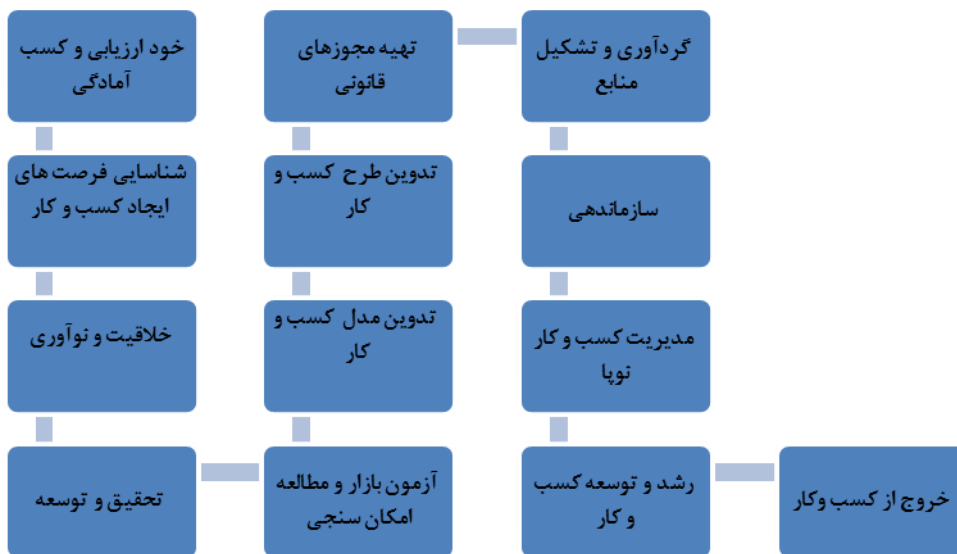 خود ارزیابی و کسب
آمادگی
شناسایی فرصت های
ایجاد کسب و کار
خلاقیت و نوآوری
تحقیق و توسعه
آزمون بازار و مطالعه
امکان سنجی
تدوین مدل کسب و
کار
تدوین طرح کسب و
کار
تهیه مجوزهای
قانونی
گردآوری و تشکیل
منابع
سازماندهی
مدیریت کسب و کار
نوپا
رشد و توسعه کسب
و کار
خروج از کسب وکار